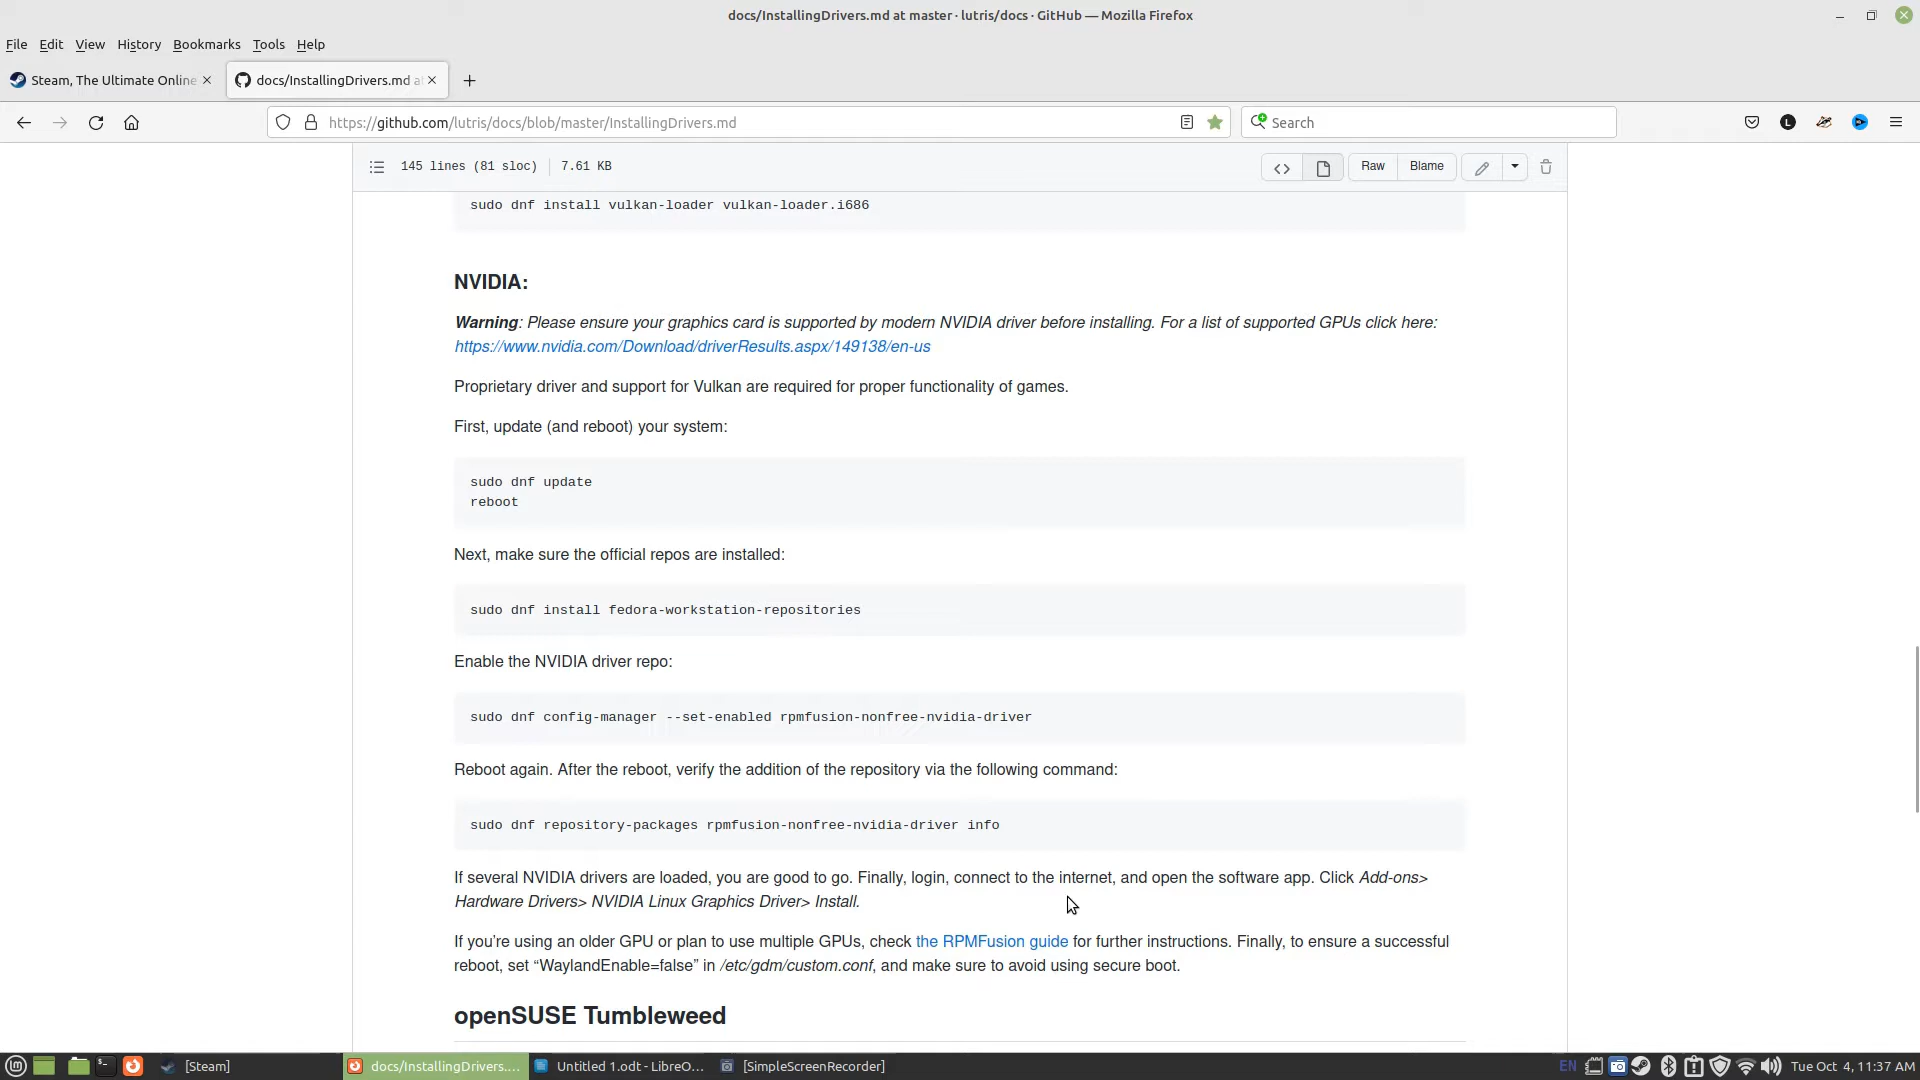 docs/InstallingDrivers.md at master · lutris/docs · GitHub — Mozilla Firefox
File Edit View History Bookmarks Tools Help
Steam, The Ultimate Online
docs/InstallingDrivers.md a
https://github.com/lutris/docs/blob/master/InstallingDrivers.md
Search
L
145 lines (81 sloc) 7.61 KB
Raw Blame
sudo dnf install vulkan-loader vulkan-loader.i686
NVIDIA:
Warning: Please ensure your graphics card is supported by modern NVIDIA driver before installing. For a list of supported GPUs click here:
https://www.nvidia.com/Download/driverResults.aspx/149138/en-us
Proprietary driver and support for Vulkan are required for proper functionality of games.
First, update (and reboot) your system:
sudo dnf update
reboot
Next, make sure the official repos are installed:
sudo dnf install fedora-workstation-repositories
Enable the NVIDIA driver repo:
sudo dnf config-manager --set-enabled rpmfusion-nonfree-nvidia-driver
Reboot again. After the reboot, verify the addition of the repository via the following command:
sudo dnf repository-packages rpmfusion-nonfree-nvidia-driver info
If several NVIDIA drivers are loaded, you are good to go. Finally, login, connect to the internet, and open the software app. Click Add-ons>
Hardware Drivers> NVIDIA Linux Graphics Driver> Install.
If you’re using an older GPU or plan to use multiple GPUs, check the RPMFusion guide for further instructions. Finally, to ensure a successful
reboot, set “WaylandEnable=false” in /etc/gdm/custom.conf, and make sure to avoid using secure boot.
openSUSE Tumbleweed
[Steam]
docs/InstallingDrivers....
Untitled 1.odt - LibreO...
[SimpleScreenRecorder]
EN
Tue Oct 4, 11:37 AM